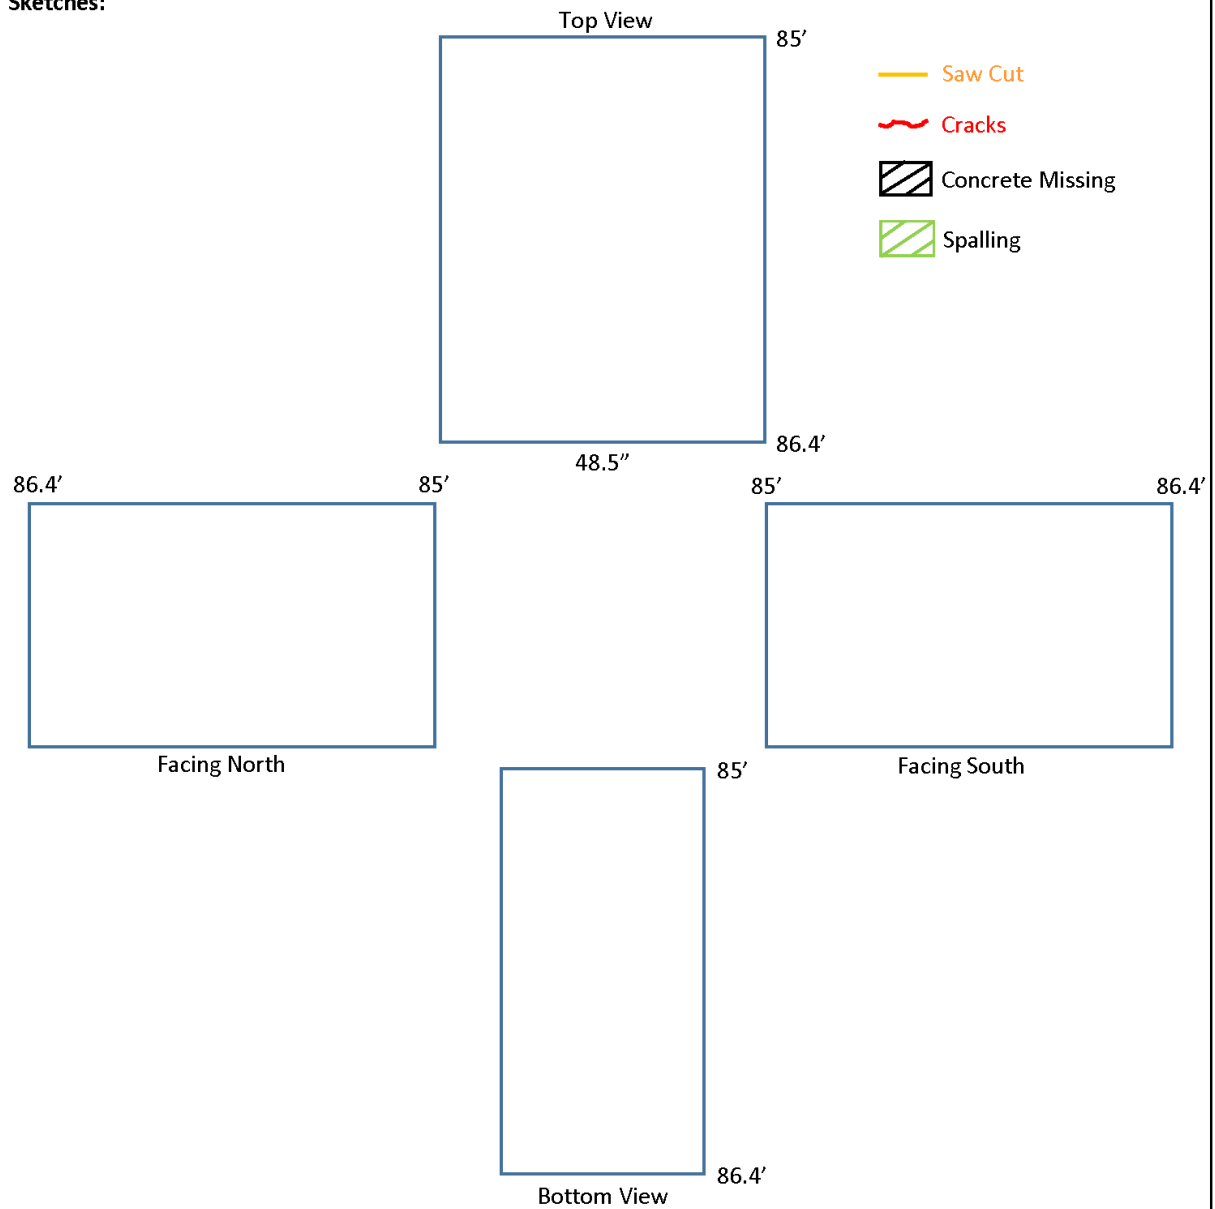 Sketches:
Top View
85′
Saw Cut
Cracks
Concrete Missing
Spalling
86.4′
48.5″
86.4′
85′
85′
86.4′
Facing North
Facing South
85′
86.4′
Bottom View